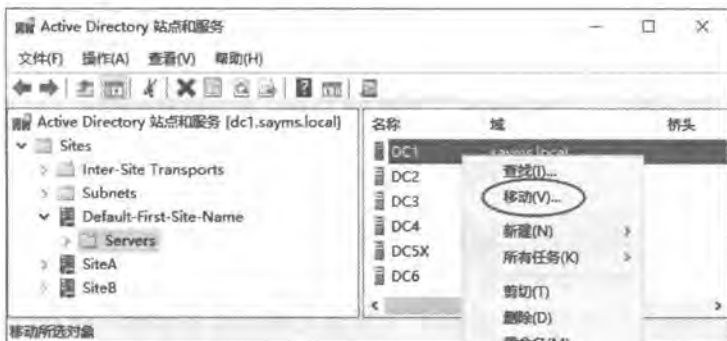 Active Directory 站点和服务
文件(F) 操作(A) 查看(V) 帮助(H)
Active Directory 站点和服务 [dc1.sayms.local]
Sites
Inter-Site Transports
Subnets
Default-First-Site-Name
Servers
SiteA
SiteB
名称 域 桥头
DC1 sayms.local
DC2
DC3
DC4
DC5X
DC6
查找(I)...
移动(V)...
新建(N)
所有任务(K)
剪切(T)
删除(D)
移动所选对象